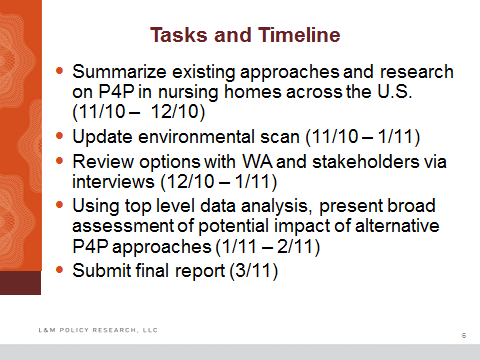 Tasks and Timeline
• Summarize existing approaches and research
on P4P in nursing homes across the U.S.
(11/10 – 12/10)
• Update environmental scan (11/10 – 1/11)
• Review options with WA and stakeholders via
interviews (12/10 – 1/11)
• Using top level data analysis, present broad
assessment of potential impact of alternative
P4P approaches (1/11 – 2/11)
• Submit final report (3/11)
L&M POLICY RESEARCH, LLC
6